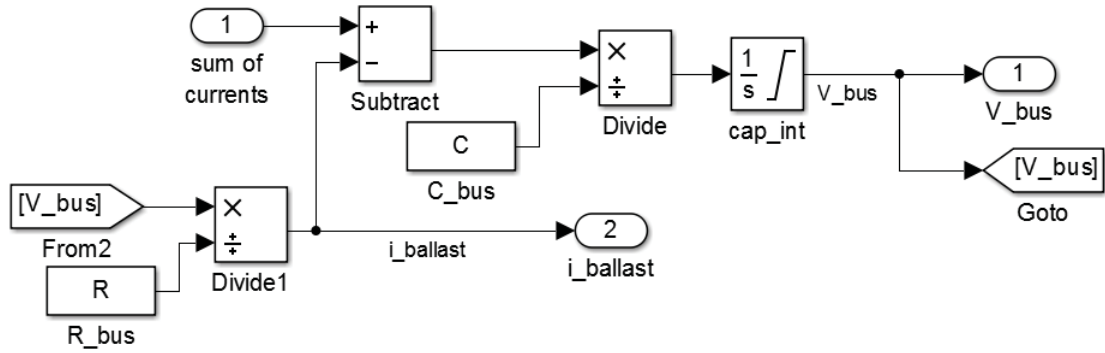 1
sum of
currents
+
−
Subtract
×
÷
Divide
C
C_bus
1
s
cap_int
V_bus
1
V_bus
[V_bus]
Goto
[V_bus]
From2
×
÷
Divide1
R
R_bus
i_ballast
2
i_ballast